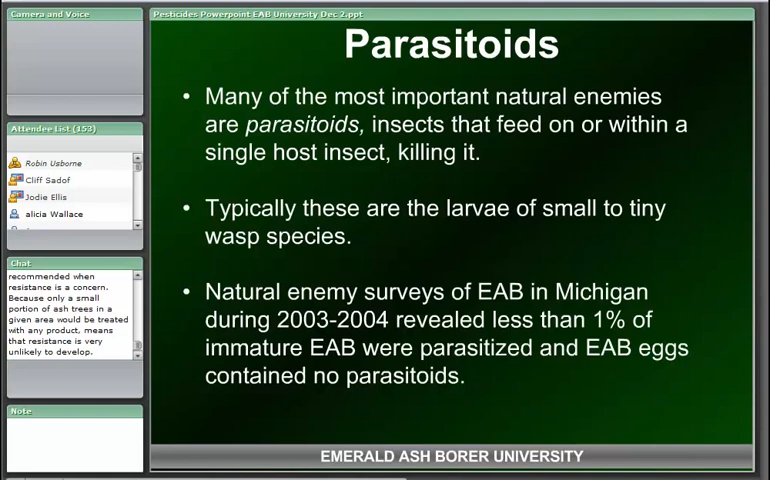 Camera and Voice
Pesticides Powerpoint EAB University Dec 2.ppt
Parasitoids
• Many of the most important natural enemies
are parasitoids, insects that feed on or within a
single host insect, killing it.
• Typically these are the larvae of small to tiny
wasp species.
• Natural enemy surveys of EAB in Michigan
during 2003-2004 revealed less than 1% of
immature EAB were parasitized and EAB eggs
contained no parasitoids.
EMERALD ASH BORER UNIVERSITY
Attendee List (153)
Robin Usborne
Cliff Sadof
Jodie Ellis
alicia Wallace
Chat
recommended when
resistance is a concern.
Because only a small
portion of ash trees in a
given area would be treated
with any product, means
that resistance is very
unlikely to develop.
Note